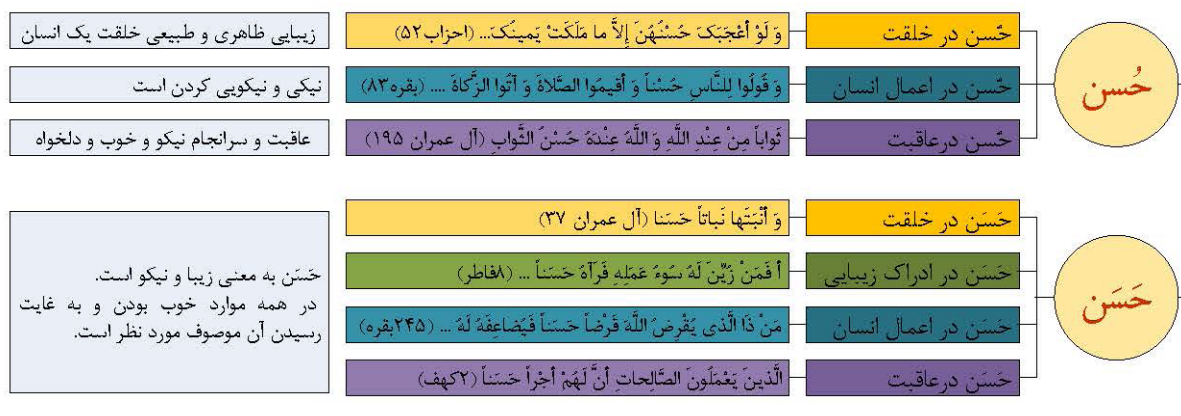 حُسن
حٌسن در خلقت
وَ لَوْ أَعْجَبَکَ حُسْنُهُنَ إِلاَّ ما مَلَکَتْ یَمینُکَ... (احزاب۵۲)
زیبایی ظاهری و طبیعی خلقت یک انسان
حٌسن در اعمال انسان
وَ قُولُوا لِلنَّاسِ حُسْناً وَ أَقیمُوا الصَّلاةَ وَ آتُوا الزَّکاةَ .... (بقره۸۳)
نیکی و نیکویی کردن است
حٌسن درعاقبت
ثَواباً مِنْ عِنْدِ اللَّهِ وَ اللَّهُ عِنْدَهُ حُسْنُ الثَّوابِ (آل عمران ۱۹۵)
عاقبت و سرانجام نیکو و خوب و دلخواه
حَسَن
حَسَن در خلقت
وَ أَنْبَتَها نَباتاً حَسَنا (آل عمران ۳۷)
حَسَن در ادراک زیبایی
أَ فَمَنْ زُیِّنَ لَهُ سُوءُ عَمَلِهِ فَرَآهُ حَسَناً ... (۸فاطر)
حَسَن در اعمال انسان
مَنْ ذَا الَّذی یُقْرِضُ اللَّهَ قَرْضاً حَسَناً فَیُضاعِفَهُ لَهُ ... (۲۴۵بقره)
حَسَن درعاقبت
الَّذینَ یَعْمَلُونَ الصَّالِحاتِ أَنَّ لَهُمْ أَجْراً حَسَناً (۲کهف)
حَسَن به معنی زیبا و نیکو است.
در همه موارد خوب بودن و به غایت
رسیدن آن موصوف مورد نظر است.